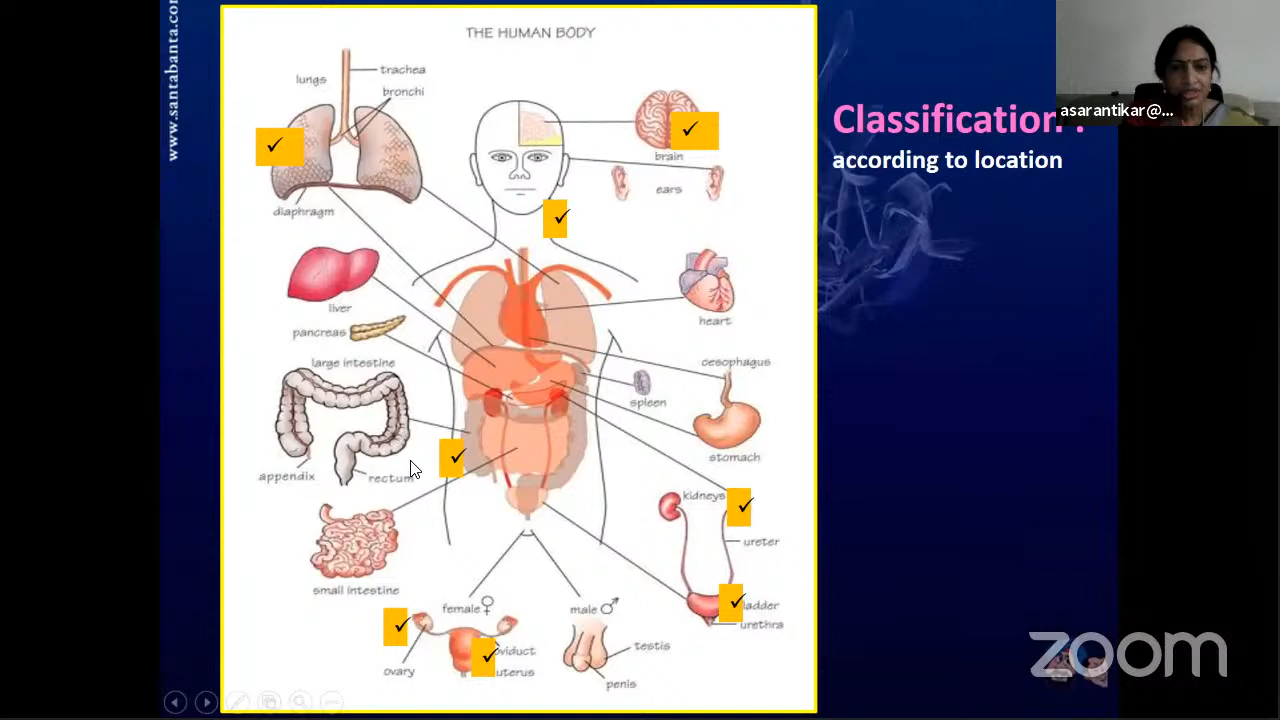 www.santabanta.com
THE HUMAN BODY
trachea
lungs
bronchi
brain
ears
diaphragm
liver
heart
pancreas
large intestine
oesophagus
spleen
stomach
appendix
rectum
kidneys
ureter
small intestine
female ♀
male ♂
ladder
urethra
oviduct
testis
ovary
uterus
penis
Classification :
according to location
asarantikar@...
zoom